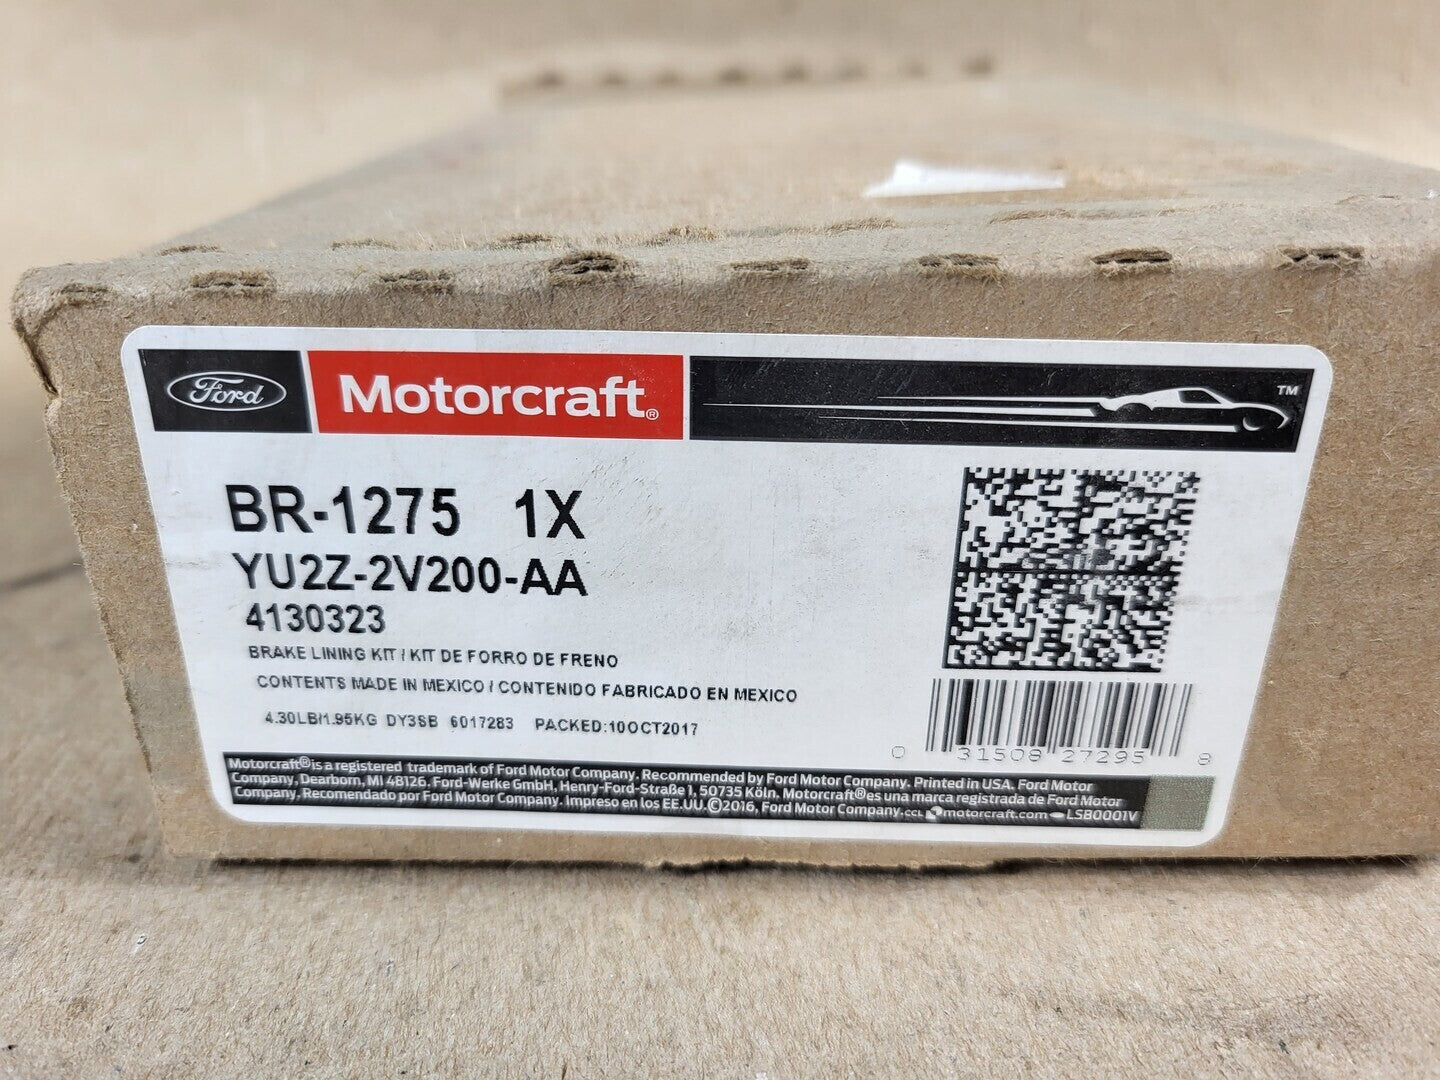 Ford Motorcraft® TM
BR-1275 1X
YU2Z-2V200-AA
4130323
BRAKE LINING KIT / KIT DE FORRO DE FRENO
CONTENTS MADE IN MEXICO / CONTENIDO FABRICADO EN MEXICO
4.30LB/1.95KG DY3SB 6017283 PACKED:10OCT2017
0 31508 27295 8
Motorcraft® is a registered trademark of Ford Motor Company. Recommended by Ford Motor Company. Printed in USA. Ford Motor
Company, Dearborn, MI 48126. Ford-Werke GmbH, Henry-Ford-Straße 1, 50735 Köln. Motorcraft® es una marca registrada de Ford Motor
Company. Recomendado por Ford Motor Company. Impreso en los EE.UU. ©2016, Ford Motor Company. CCL motorcraft.com LSB0001V